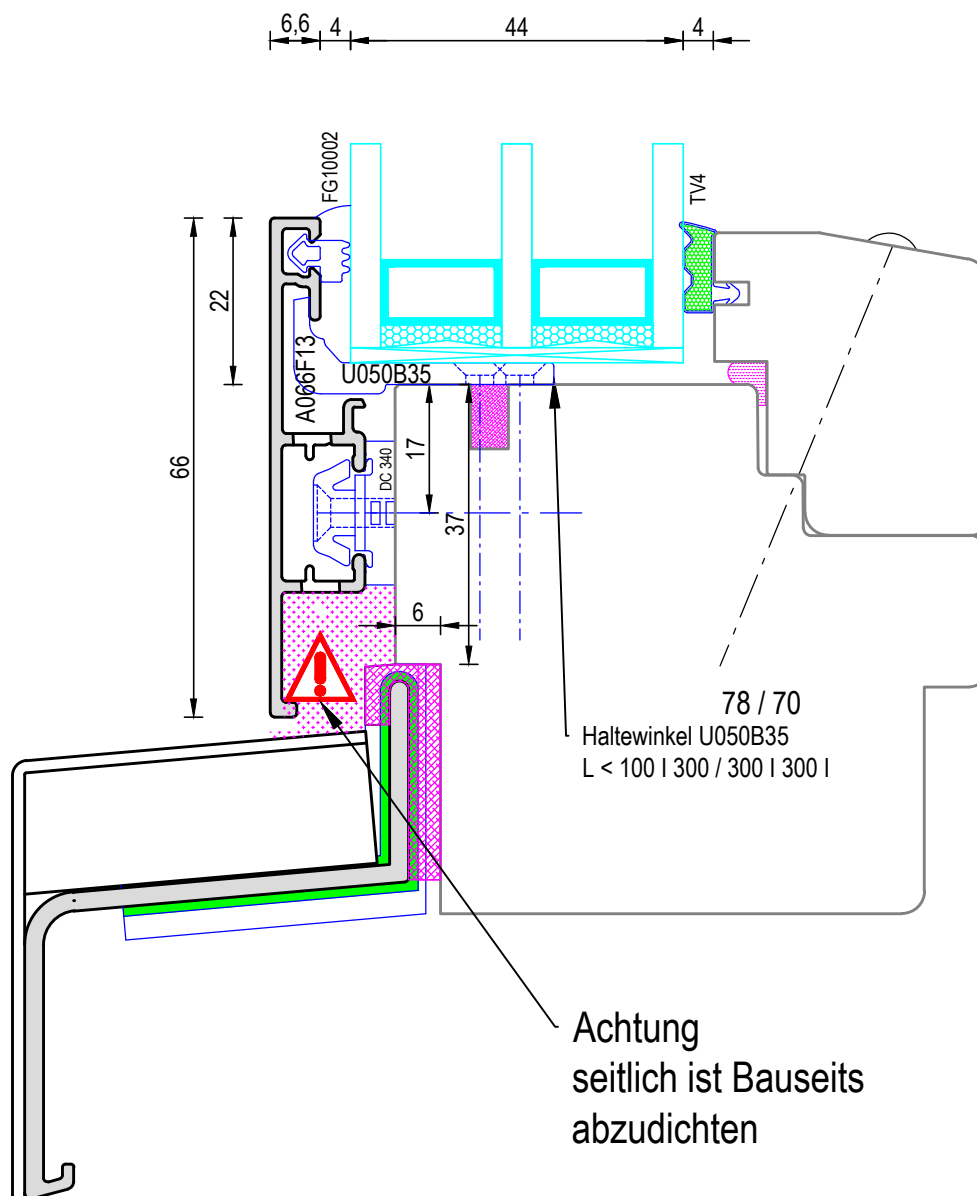 6,6
4
44
4
FG10002
TV4
22
A066F13
U050B35
66
17
DC 340
37
6
78 / 70
Haltewinkel U050B35
L < 100 I 300 / 300 I 300 I
Achtung
seitlich ist Bauseits
abzudichten